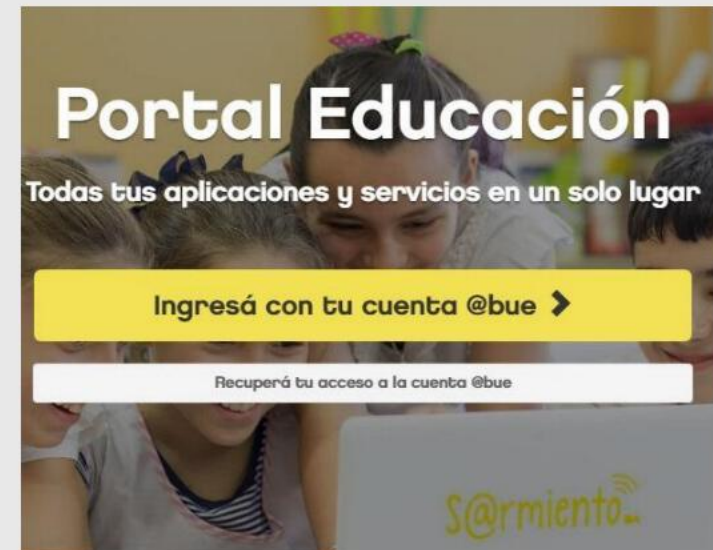 Portal Educación
Todas tus aplicaciones y servicios en un solo lugar
Ingresá con tu cuenta @bue
Recuperá tu acceso a la cuenta @bue
S@rmiento